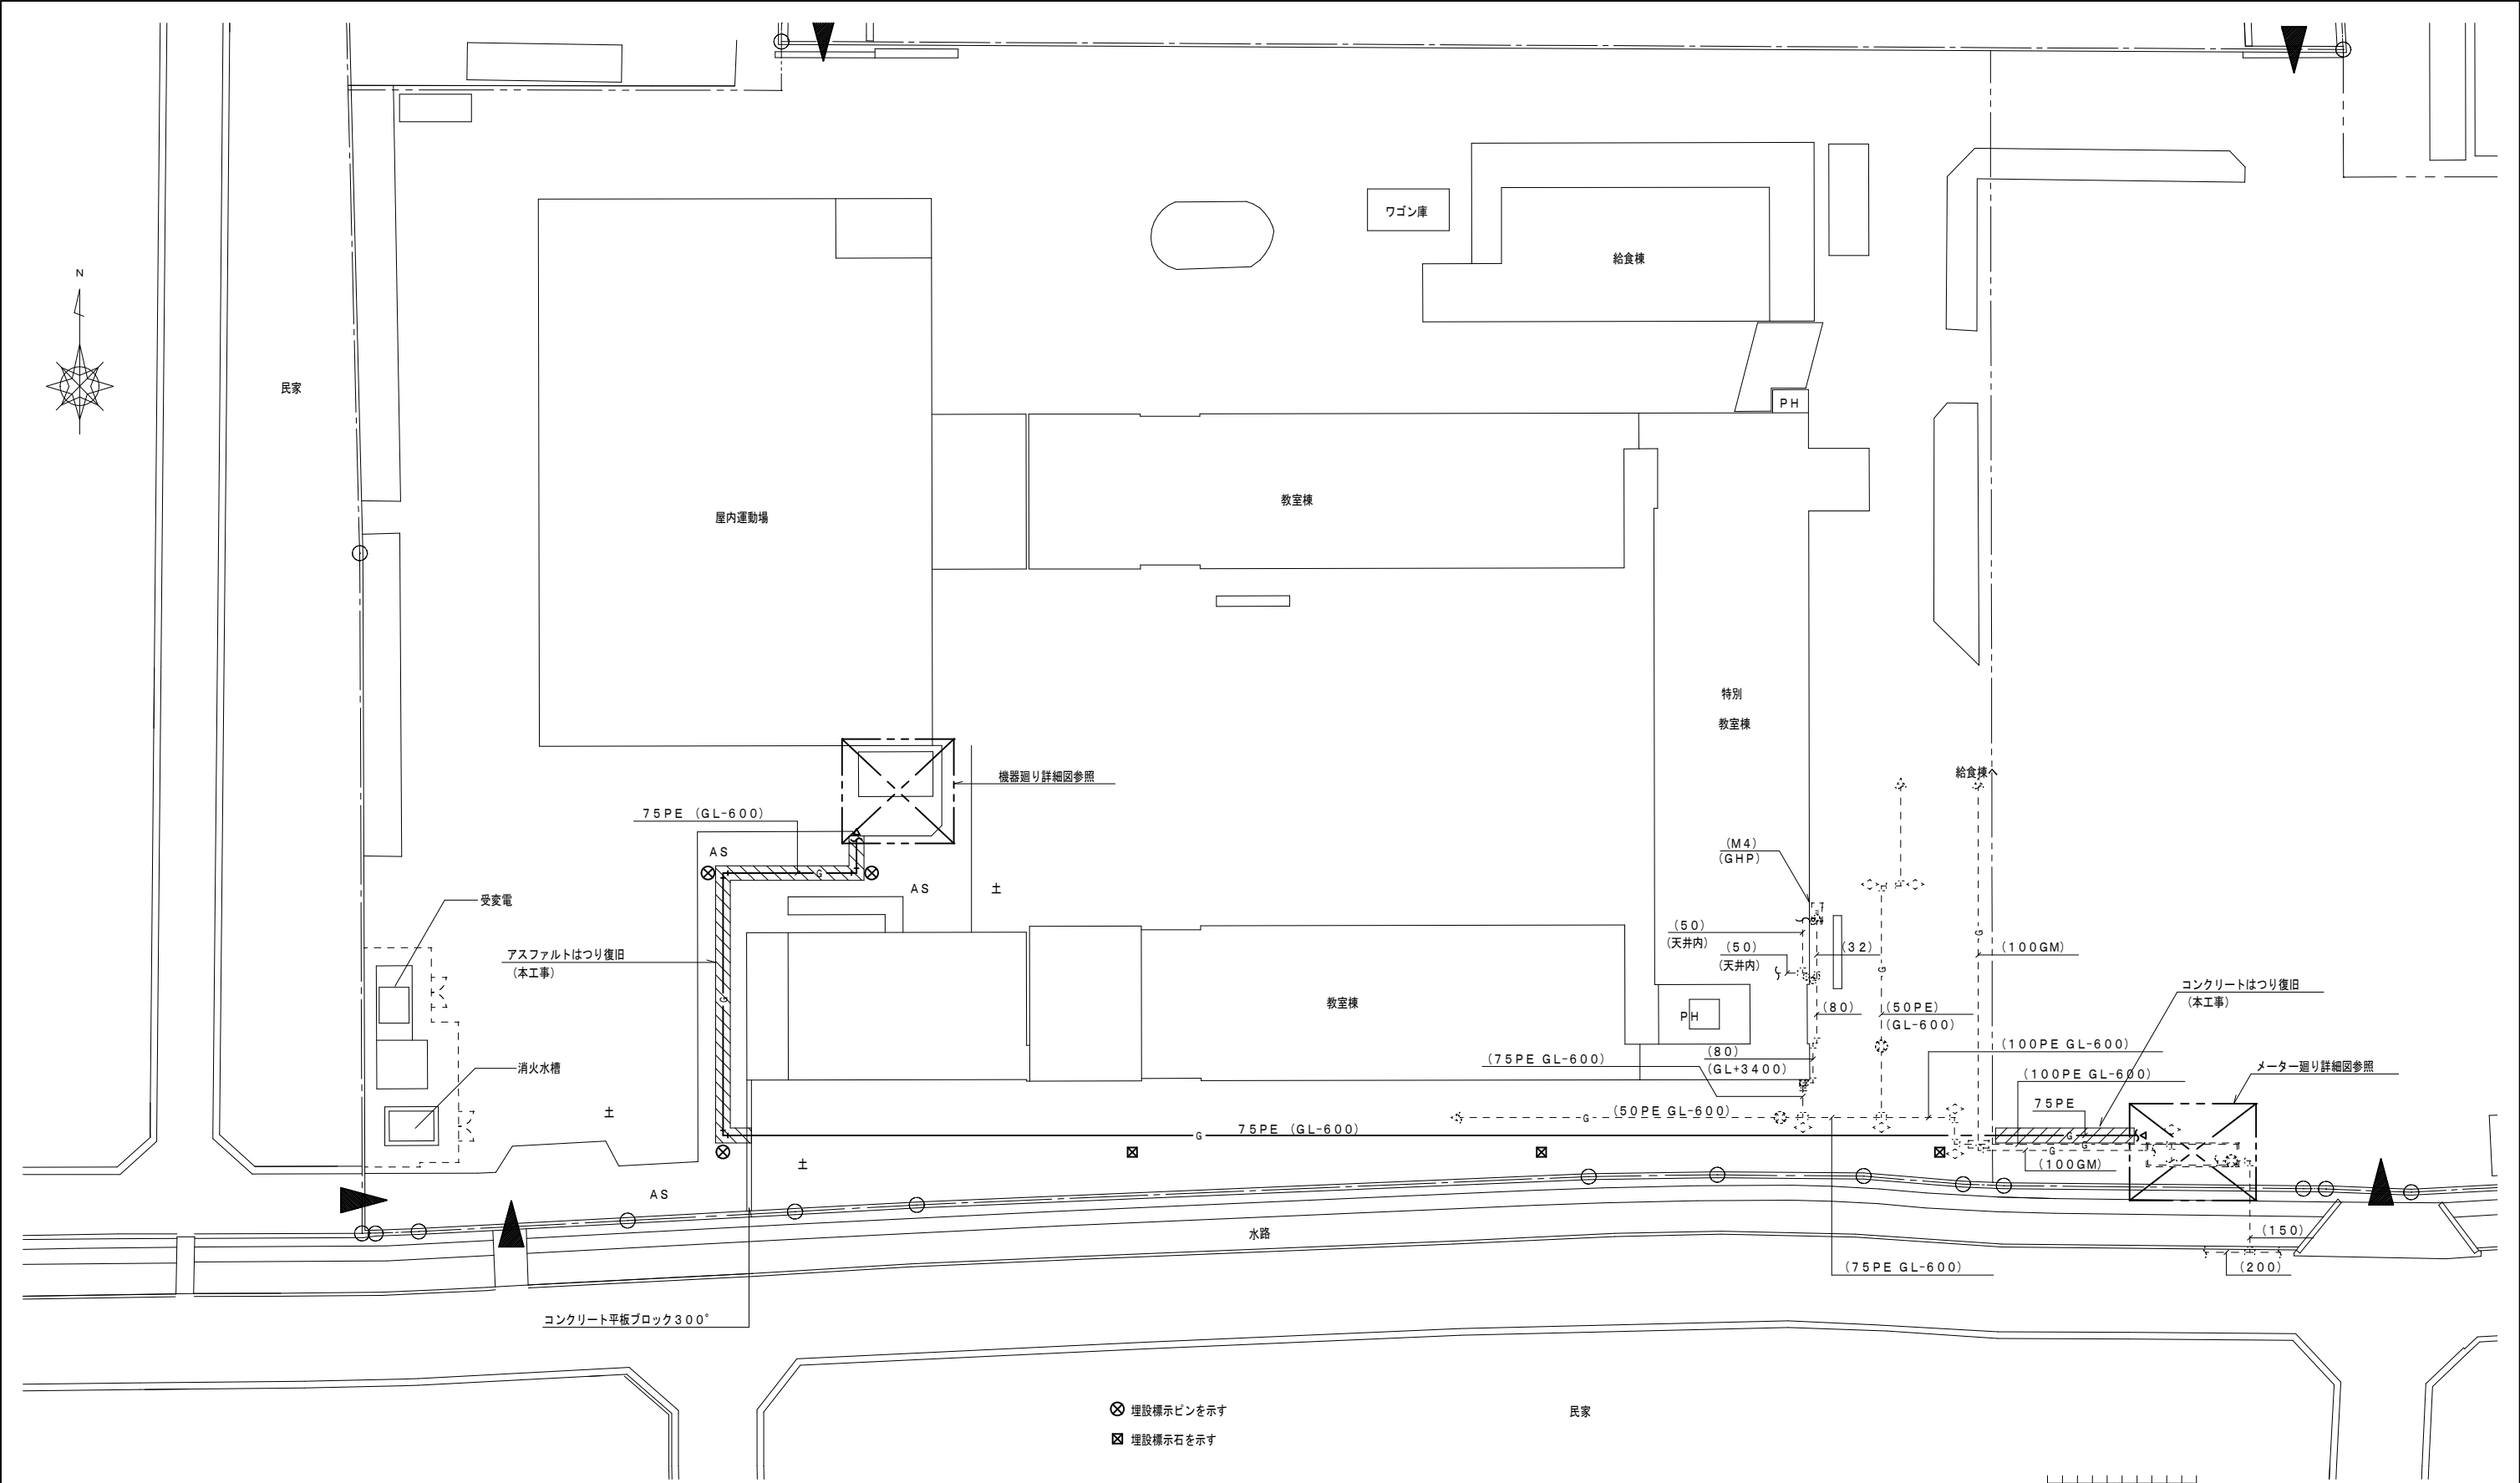 ワゴン庫
給食棟
N
民家
PH
教室棟
屋内運動場
特別
教室棟
機器廻り詳細図参照
給食棟へ
75PE (GL-600)
(M4)
(GHP)
AS
G
AS
土
受変電
(50)
(天井内)
(50)
(天井内)
(32)
G
G
(100GM)
アスファルトはつり復旧
(本工事)
コンクリートはつり復旧
(本工事)
G
教室棟
PH
(80)
(50PE)
(GL-600)
(75PE GL-600)
(80)
(GL+3400)
(100PE GL-600)
消火水槽
(100PE GL-600)
メーター廻り詳細図参照
75PE
土
G
(50PE GL-600)
75PE (GL-600)
G
G
G
G
(100GM)
土
AS
水路
(150)
(75PE GL-600)
(200)
コンクリート平板ブロック300°
埋設標示ピンを示す
民家
埋設標示石を示す